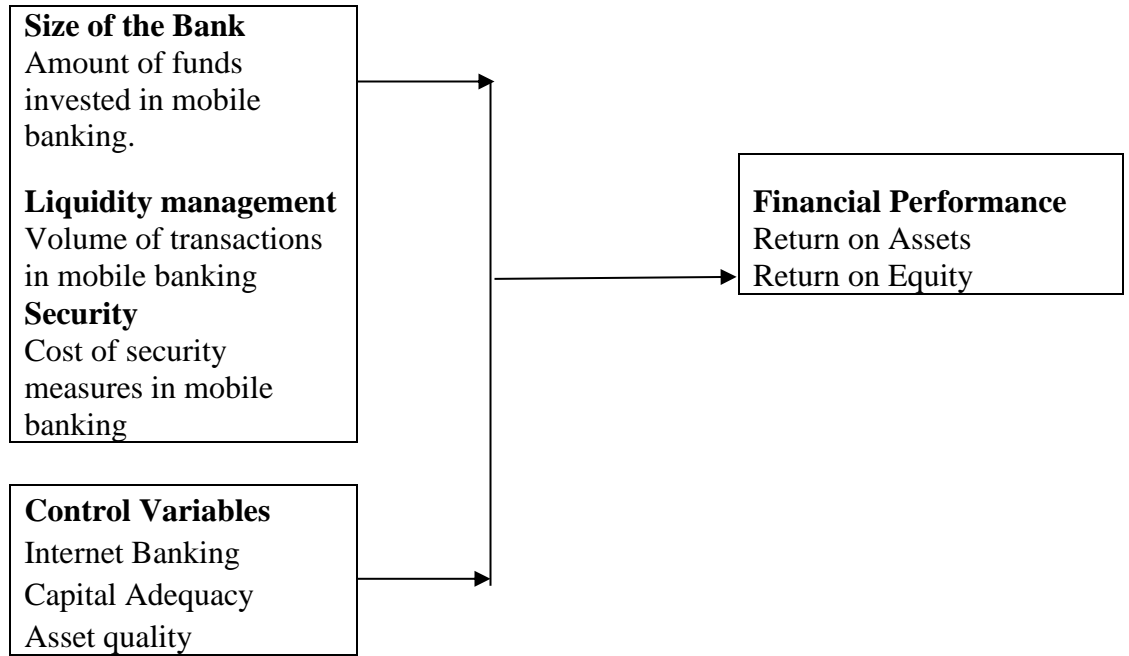 Size of the Bank
Amount of funds
invested in mobile
banking.
Liquidity management
Volume of transactions
in mobile banking
Security
Cost of security
measures in mobile
banking
Financial Performance
Return on Assets
Return on Equity
Control Variables
Internet Banking
Capital Adequacy
Asset quality